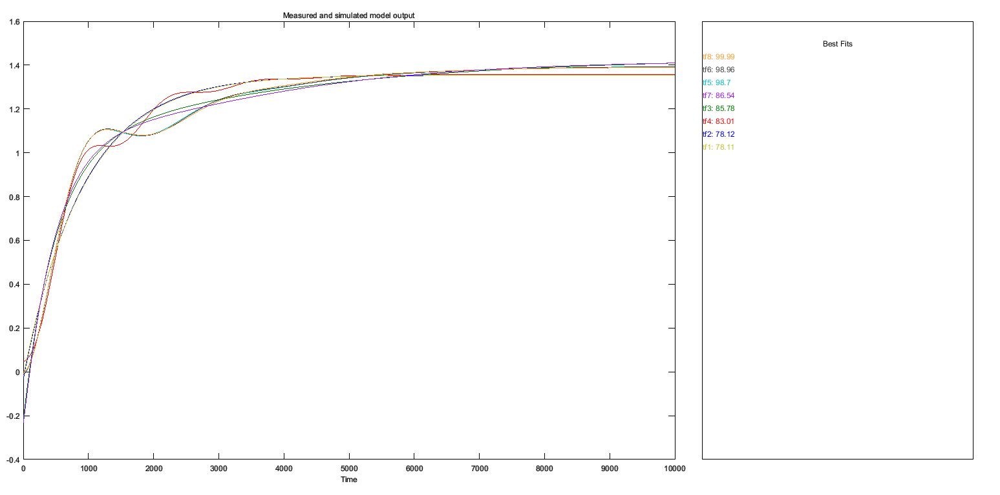 Measured and simulated model output
1.6
1.4
1.2
1
0.8
0.6
0.4
0.2
0
-0.2
-0.4
0 1000 2000 3000 4000 5000 6000 7000 8000 9000 10000
Time
Best Fits
tf8: 99.99
tf6: 98.96
tf5: 98.7
tf7: 86.54
tf3: 85.78
tf4: 83.01
tf2: 78.12
tf1: 78.11